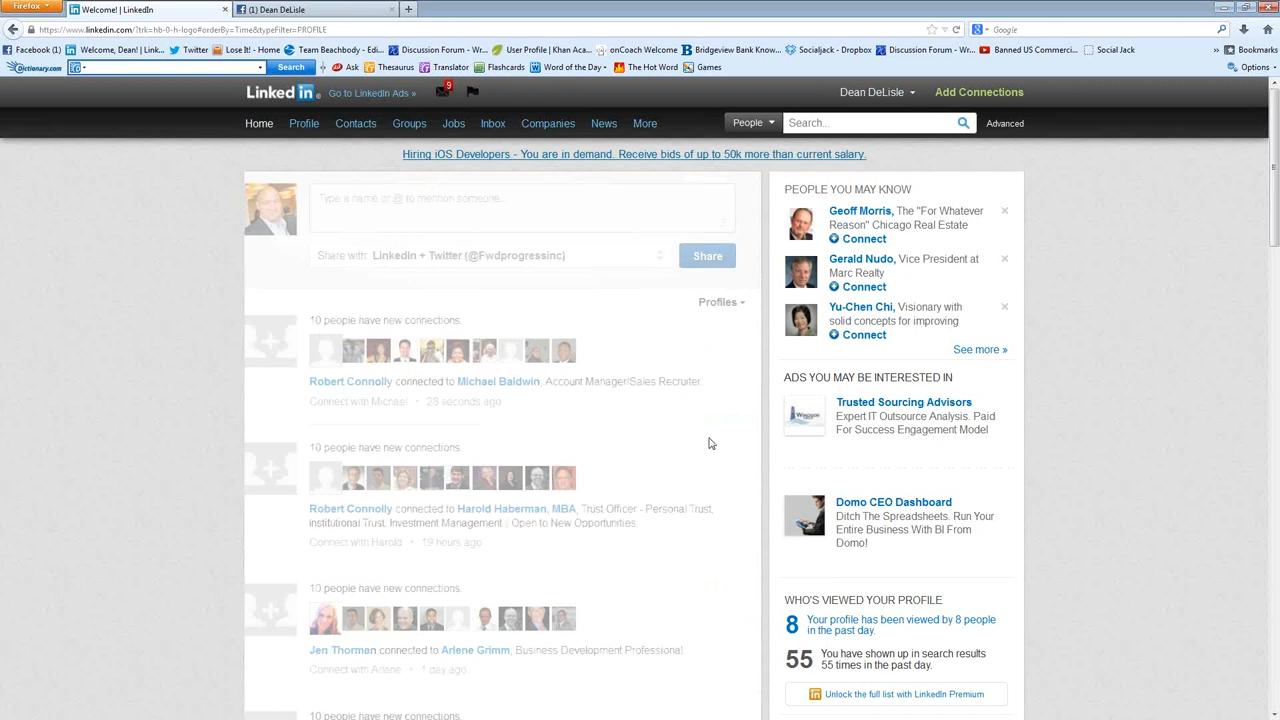 Firefox
Welcome! | LinkedIn
Dean DeLisle
https://www.linkedin.com/?trk=hb-0-h-logo#orderBy=Time&typeFilter=PROFILE
Google
Facebook (1)
Welcome, Dean! | Link...
Twitter
Lose It! - Home
Team Beachbody - Edi...
Discussion Forum - Wr...
User Profile | Khan Aca...
onCoach Welcome
Bridgeview Bank Know...
Socialjack - Dropbox
Discussion Forum - Wr...
Banned US Commerci...
Social Jack
»
Bookmarks
Dictionary.com
Search
Ask
Thesaurus
Translator
Flashcards
Word of the Day
The Hot Word
Games
Options
Linked in
Go to LinkedIn Ads »
9
Dean DeLisle
Add Connections
Home
Profile
Contacts
Groups
Jobs
Inbox
Companies
News
More
People
Search...
Advanced
Hiring iOS Developers - You are in demand. Receive bids of up to 50k more than current salary.
Type a name or @ to mention someone...
Share with: LinkedIn + Twitter (@Fwdprogressinc)
Share
Profiles
10 people have new connections.
Robert Connolly connected to Michael Baldwin, Account Manager/Sales Recruiter.
Connect with Michael • 28 seconds ago
10 people have new connections.
Robert Connolly connected to Harold Haberman, MBA, Trust Officer - Personal Trust,
institutional Trust. Investment Management | Open to New Opportunities.
Connect with Harold • 19 hours ago
10 people have new connections.
Jen Thorman connected to Arlene Grimm, Business Development Professional.
Connect with Arlene • 1 day ago
10 people have new connections.
PEOPLE YOU MAY KNOW
Geoff Morris, The "For Whatever
Reason" Chicago Real Estate
Connect
Gerald Nudo, Vice President at
Marc Realty
Connect
Yu-Chen Chi, Visionary with
solid concepts for improving
Connect
See more »
ADS YOU MAY BE INTERESTED IN
Trusted Sourcing Advisors
Expert IT Outsource Analysis. Paid
For Success Engagement Model
Domo CEO Dashboard
Ditch The Spreadsheets. Run Your
Entire Business With BI From
Domo!
WHO'S VIEWED YOUR PROFILE
8 Your profile has been viewed by 8 people
in the past day.
55 You have shown up in search results
55 times in the past day.
Unlock the full list with LinkedIn Premium